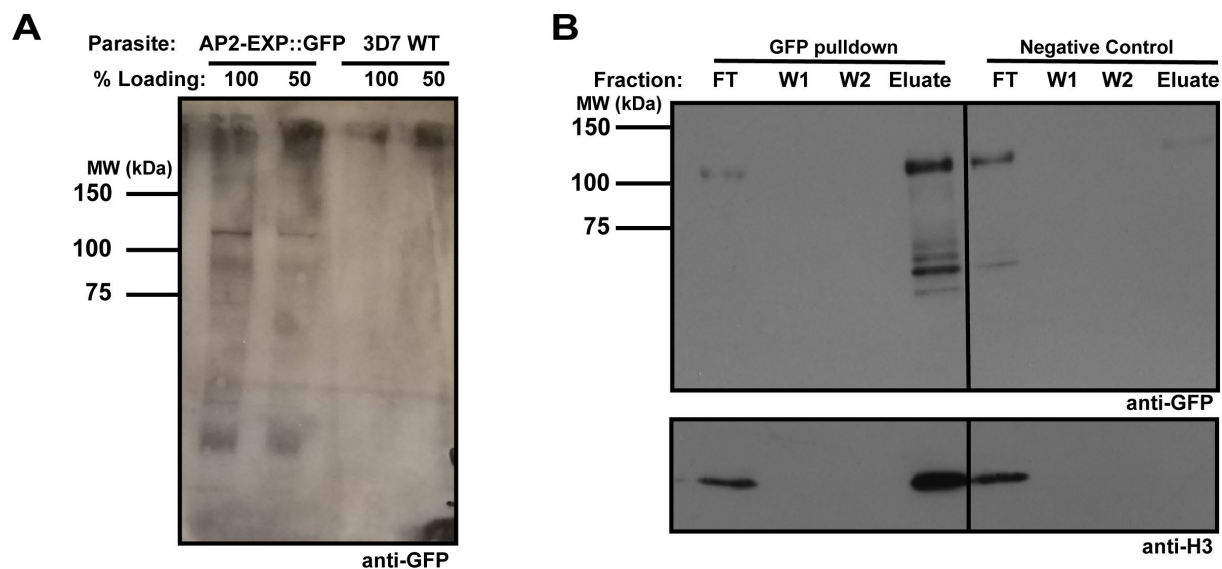 A
Parasite: AP2-EXP::GFP 3D7 WT
% Loading: 100 50 100 50
MW (kDa)
150
100
75
anti-GFP
B
GFP pulldown Negative Control
Fraction: FT W1 W2 Eluate FT W1 W2 Eluate
MW (kDa)
150
100
75
anti-GFP
anti-H3